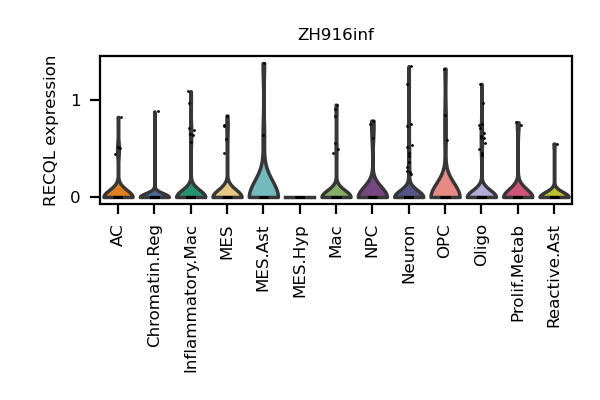 ZH916inf
RECQL expression
1
0
AC
Chromatin.Reg
Inflammatory.Mac
MES
MES.Ast
MES.Hyp
Mac
NPC
Neuron
OPC
Oligo
Prolif.Metab
Reactive.Ast